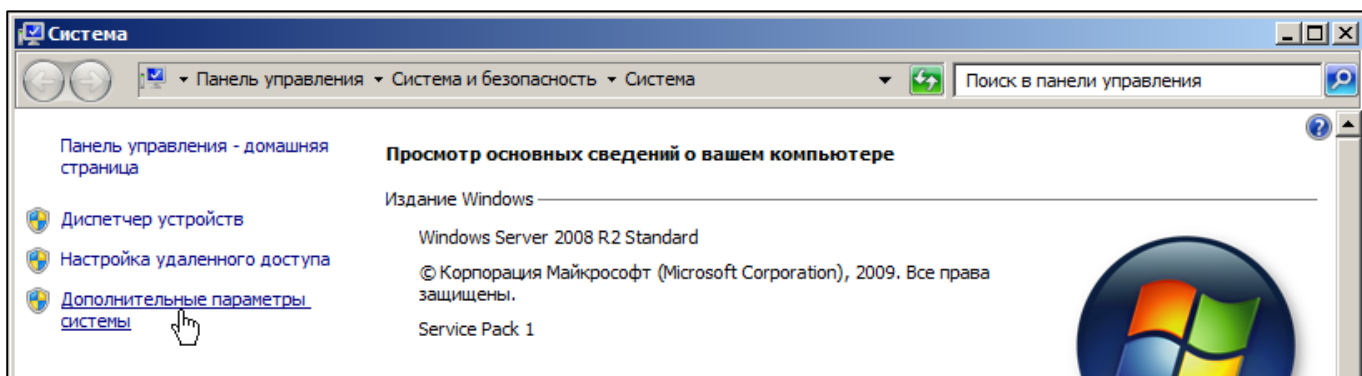 Система
Панель управления Система и безопасность Система Поиск в панели управления
Панель управления - домашняя
страница
Диспетчер устройств
Настройка удаленного доступа
Дополнительные параметры
системы
Просмотр основных сведений о вашем компьютере
Издание Windows
Windows Server 2008 R2 Standard
© Корпорация Майкрософт (Microsoft Corporation), 2009. Все права
защищены.
Service Pack 1